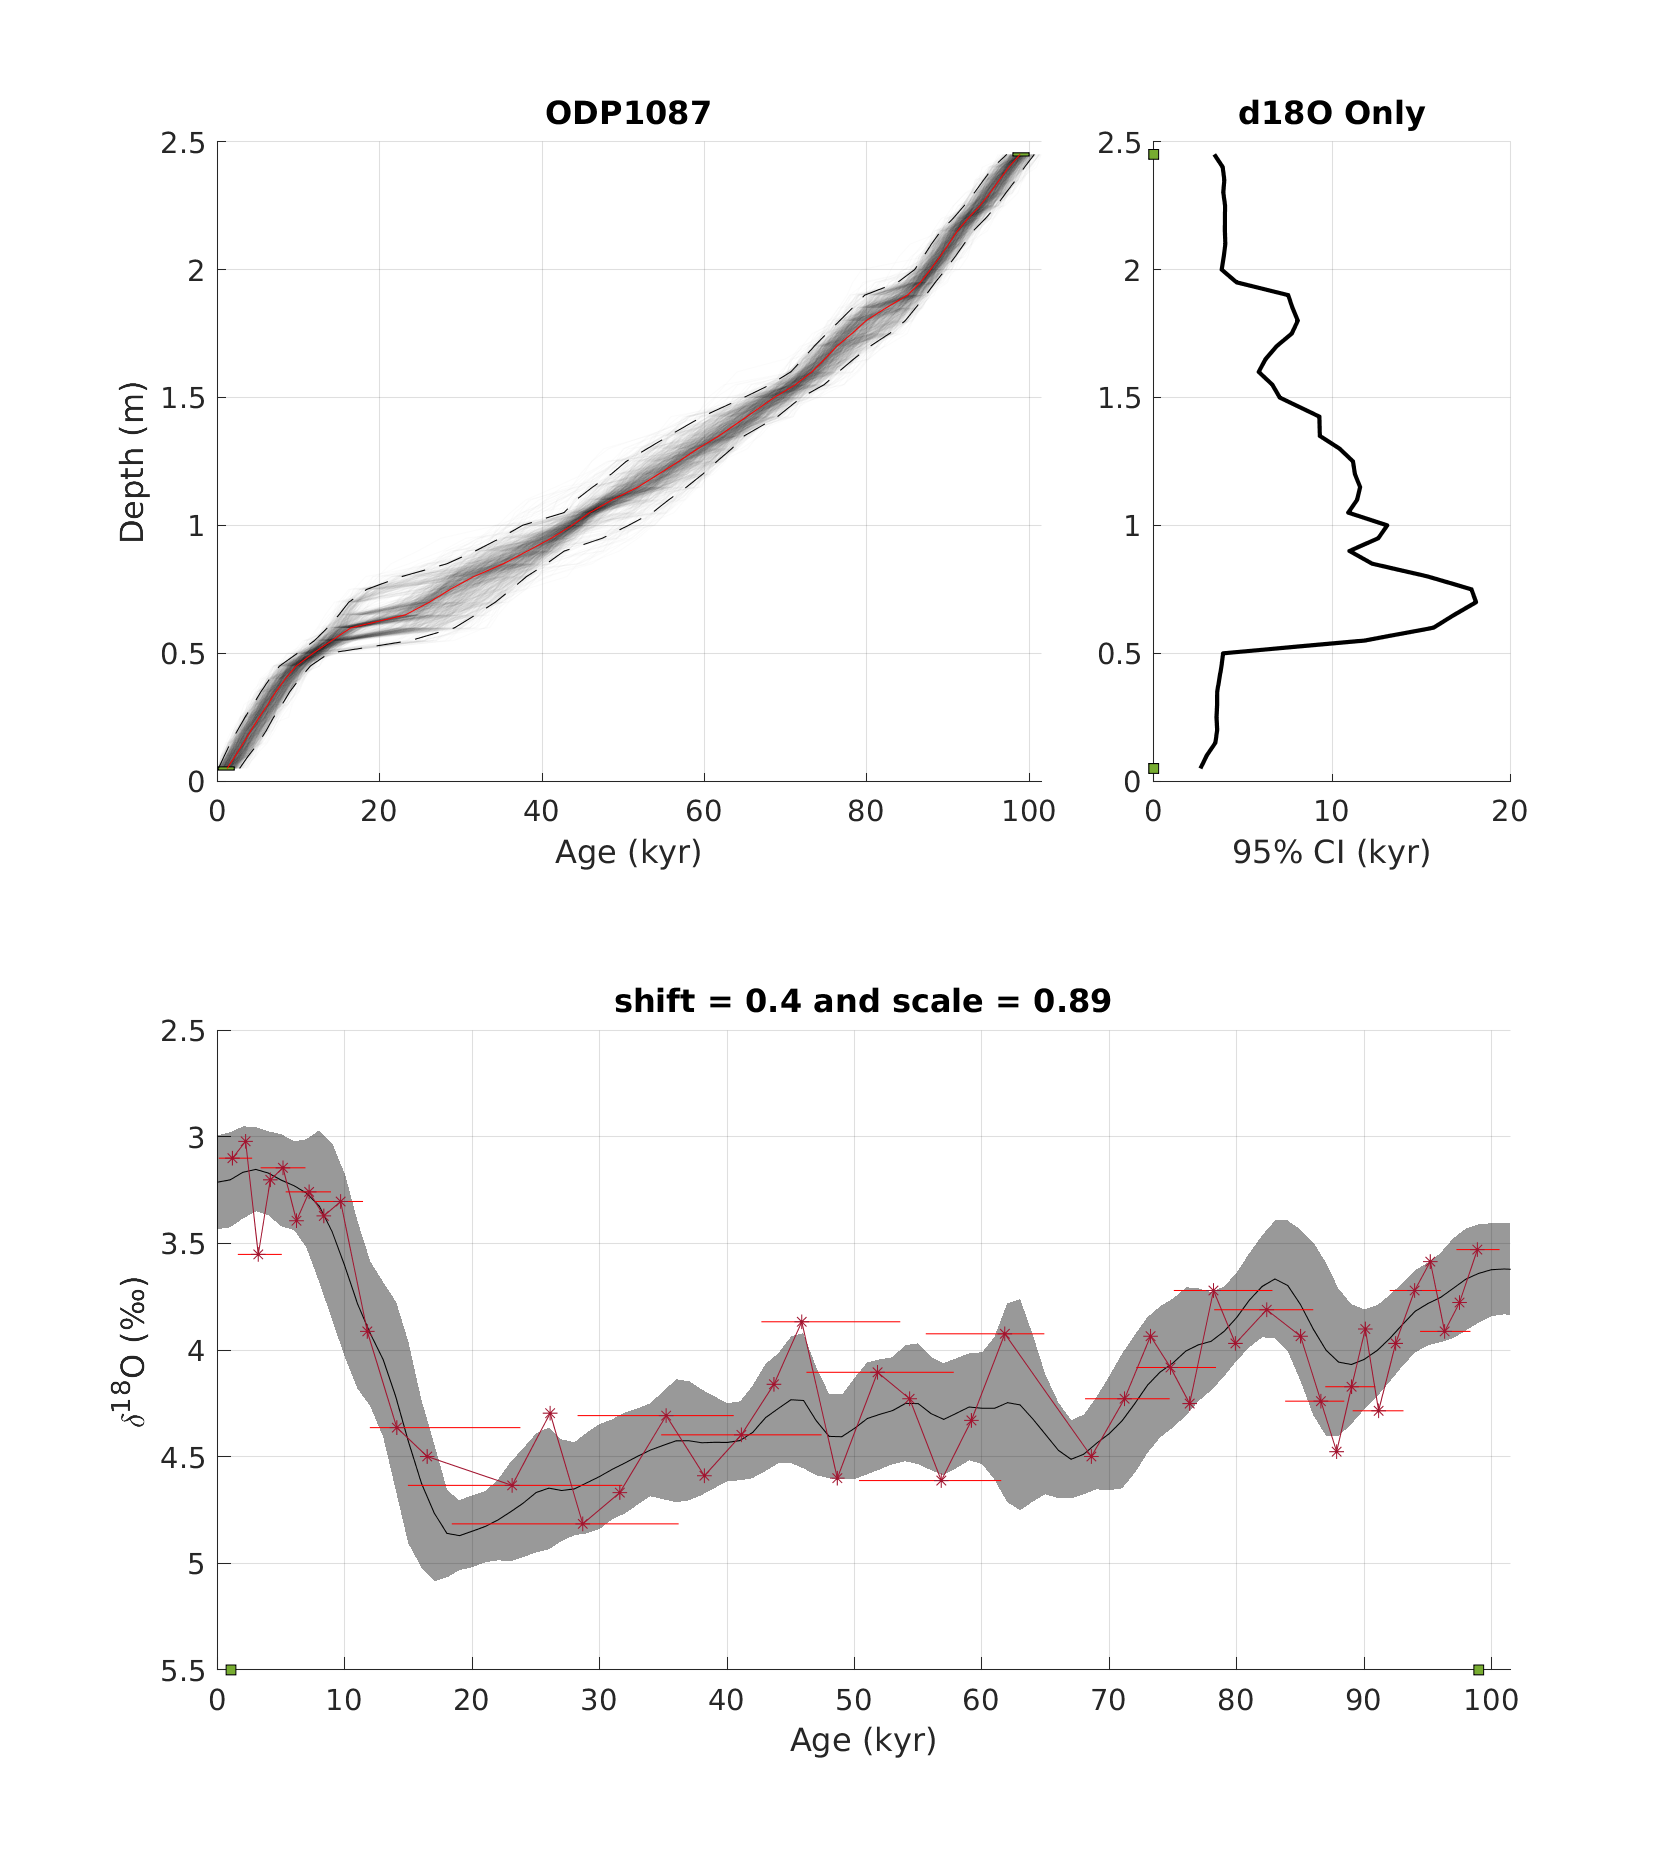 ODP1087
d18O Only
2.5
2
1.5
1
0.5
0
Depth (m)
0 20 40 60 80 100
Age (kyr)
2.5
2
1.5
1
0.5
0
0 10 20
95% CI (kyr)
shift = 0.4 and scale = 0.89
2.5
3
3.5
4
4.5
5
5.5
δ¹⁸O (‰)
0 10 20 30 40 50 60 70 80 90 100
Age (kyr)